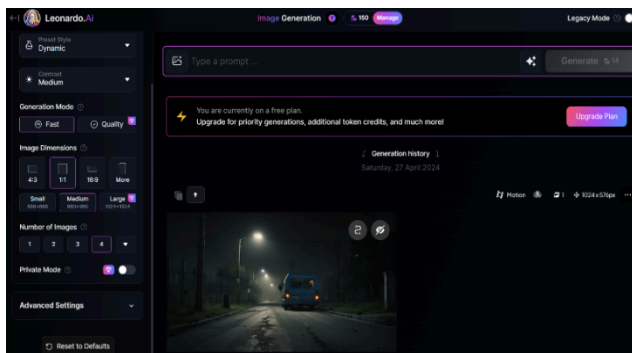 Leonardo.Ai
Image Generation
150
Manage
Legacy Mode
Preset Style
Dynamic
Type a prompt...
Generate
14
Contrast
Medium
Generation Mode
Fast
Quality
You are currently on a free plan.
Upgrade for priority generations, additional token credits, and much more!
Upgrade Plan
Image Dimensions
4:3
1:1
16:9
More
Generation history
Saturday, 27 April 2024
Small
Medium
Large
1024×1024
Motion
1
1024x576px
Number of Images
1
2
3
4
Private Mode
Advanced Settings
Reset to Defaults